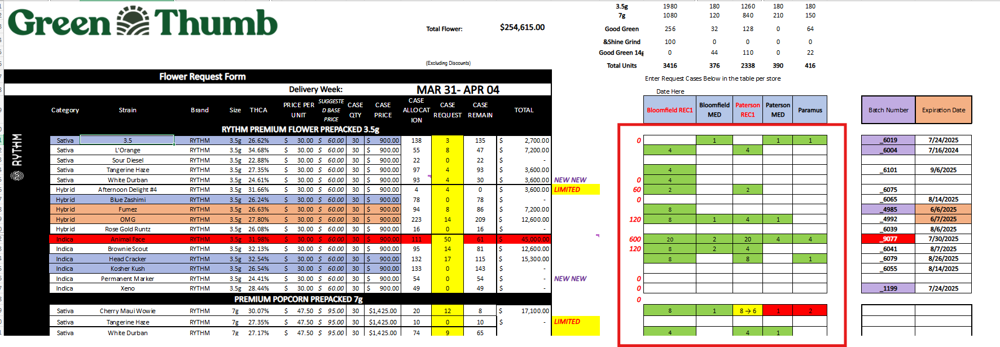 3.5g 1980 180 1260 180 180
7g 1080 120 840 210 150
Green Thumb
Total Flower: $254,615.00
Good Green 256 32 128 0 64
&Shine Grind 100 0 0 0 0
Good Green 14g 0 44 110 0 22
(Excluding Discounts)
Total Units 3416 376 2338 390 416
Flower Request Form
Enter Request Cases Below in the table per store
Delivery Week: MAR 31- APR 04
Date Here
Category Strain Brand Size THCA PRICE PER UNIT SUGGESTED BASE PRICE CASE QTY CASE PRICE CASE ALLOCATION CASE REQUEST CASE REMAIN TOTAL Bloomfield REC1 Bloomfield MED Paterson REC1 Paterson MED Paramus Batch Number Expiration Date
RYTHM PREMIUM FLOWER PREPACKED 3.5g
RYTHM
Sativa 3.5 RYTHM 3.5g 26.62% $ 30.00 $ 60.00 30 $ 900.00 138 3 135 $ 2,700.00 0 1 1 1 _6019 7/24/2025
Sativa L'Orange RYTHM 3.5g 34.68% $ 30.00 $ 60.00 30 $ 900.00 55 8 47 $ 7,200.00 4 4 _6004 7/16/2024
Sativa Sour Diesel RYTHM 3.5g 22.88% $ 30.00 $ 60.00 30 $ 900.00 22 0 22 $ -
Sativa Tangerine Haze RYTHM 3.5g 27.35% $ 30.00 $ 60.00 30 $ 900.00 97 4 93 $ 3,600.00 4 _6101 9/6/2025
Sativa White Durban RYTHM 3.5g 24.61% $ 30.00 $ 60.00 30 $ 900.00 93 4 30 $ 3,600.00 NEW NEW 0 4
Hybrid Afternoon Delight #4 RYTHM 3.5g 31.66% $ 30.00 $ 60.00 30 $ 900.00 4 4 0 $ 3,600.00 LIMITED 60 2 2 _6075
Hybrid Blue Zashimi RYTHM 3.5g 26.24% $ 30.00 $ 60.00 30 $ 900.00 78 0 78 $ - 0 _6065 8/14/2025
Hybrid Fumez RYTHM 3.5g 26.63% $ 30.00 $ 60.00 30 $ 900.00 94 8 86 $ 7,200.00 8 _4985 6/6/2025
Hybrid OMG RYTHM 3.5g 27.80% $ 30.00 $ 60.00 30 $ 900.00 223 14 209 $ 12,600.00 120 8 1 4 1 _4992 6/7/2025
Hybrid Rose Gold Runtz RYTHM 3.5g 26.08% $ 30.00 $ 60.00 30 $ 900.00 16 0 16 $ - _6039 8/6/2025
Indica Animal Face RYTHM 3.5g 31.98% $ 30.00 $ 60.00 30 $ 900.00 111 50 61 $ 45,000.00 600 20 2 20 4 4 _9077 7/30/2025
Indica Brownie Scout RYTHM 3.5g 32.13% $ 30.00 $ 60.00 30 $ 900.00 95 14 81 $ 12,600.00 120 8 2 4 _6041 8/7/2025
Indica Head Cracker RYTHM 3.5g 32.54% $ 30.00 $ 60.00 30 $ 900.00 132 17 115 $ 15,300.00 8 8 1 _6079 8/26/2025
Indica Kosher Kush RYTHM 3.5g 26.54% $ 30.00 $ 60.00 30 $ 900.00 133 0 143 $ - _6055 8/14/2025
Indica Permanent Marker RYTHM 3.5g 24.41% $ 30.00 $ 60.00 30 $ 900.00 54 0 54 $ - NEW NEW 0
Indica Xeno RYTHM 3.5g 28.44% $ 30.00 $ 60.00 30 $ 900.00 49 0 49 $ - 0 _1199 7/24/2025
PREMIUM POPCORN PREPACKED 7g 0
Sativa Cherry Maui Wowie RYTHM 7g 30.07% $ 47.50 $ 95.00 30 $1,425.00 20 12 8 $ 17,100.00 8 1 8 → 6 1 2
Sativa Tangerine Haze RYTHM 7g 27.35% $ 47.50 $ 95.00 30 $1,425.00 10 0 10 $ - LIMITED
Sativa White Durban RYTHM 7g 27.17% $ 47.50 $ 95.00 30 $1,425.00 74 9 65 4 4 1